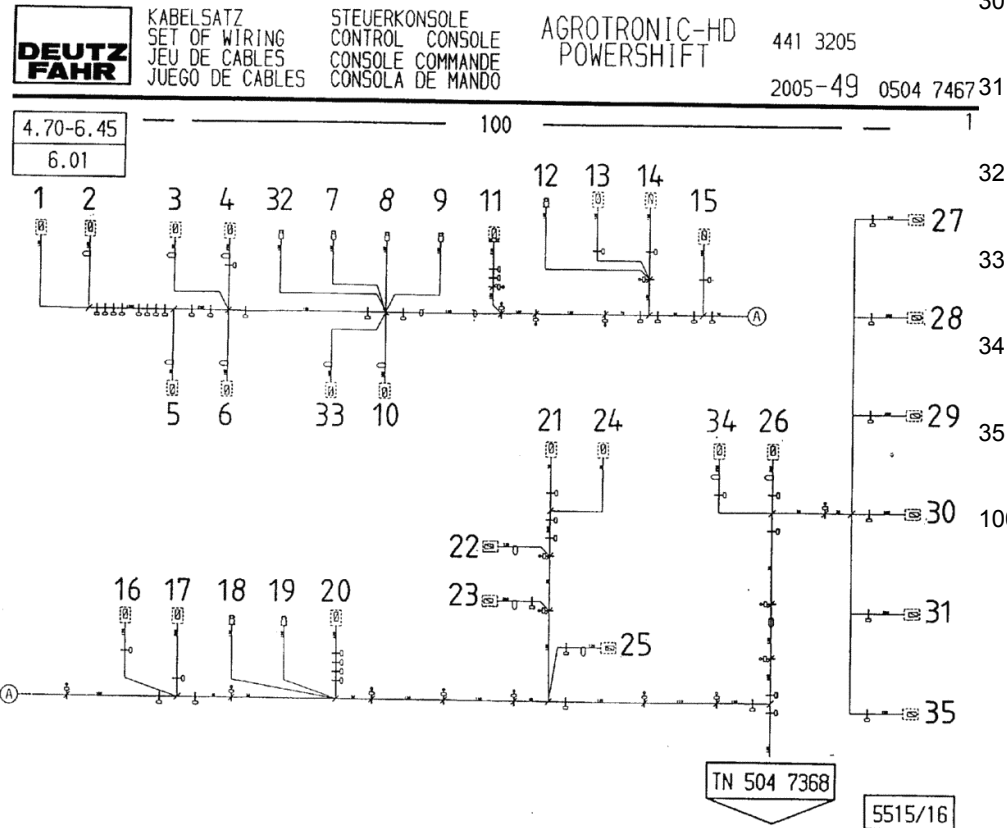 DEUTZ
FAHR
KABELSATZ
SET OF WIRING
JEU DE CABLES
JUEGO DE CABLES
STEUERKONSOLE
CONTROL CONSOLE
CONSOLE COMMANDE
CONSOLA DE MANDO
AGROTRONIC-HD
POWERSHIFT
441 3205
2005-49 0504 7467
31
4.70-6.45
6.01
100
1
32
1 2 3 4 32 7 8 9 11 12 13 14 15
27
33
A
28
34
5 6 33 10
29
35
21 24 34 26
30
22
23
16 17 18 19 20
31
25
A
35
TN 504 7368
5515/16